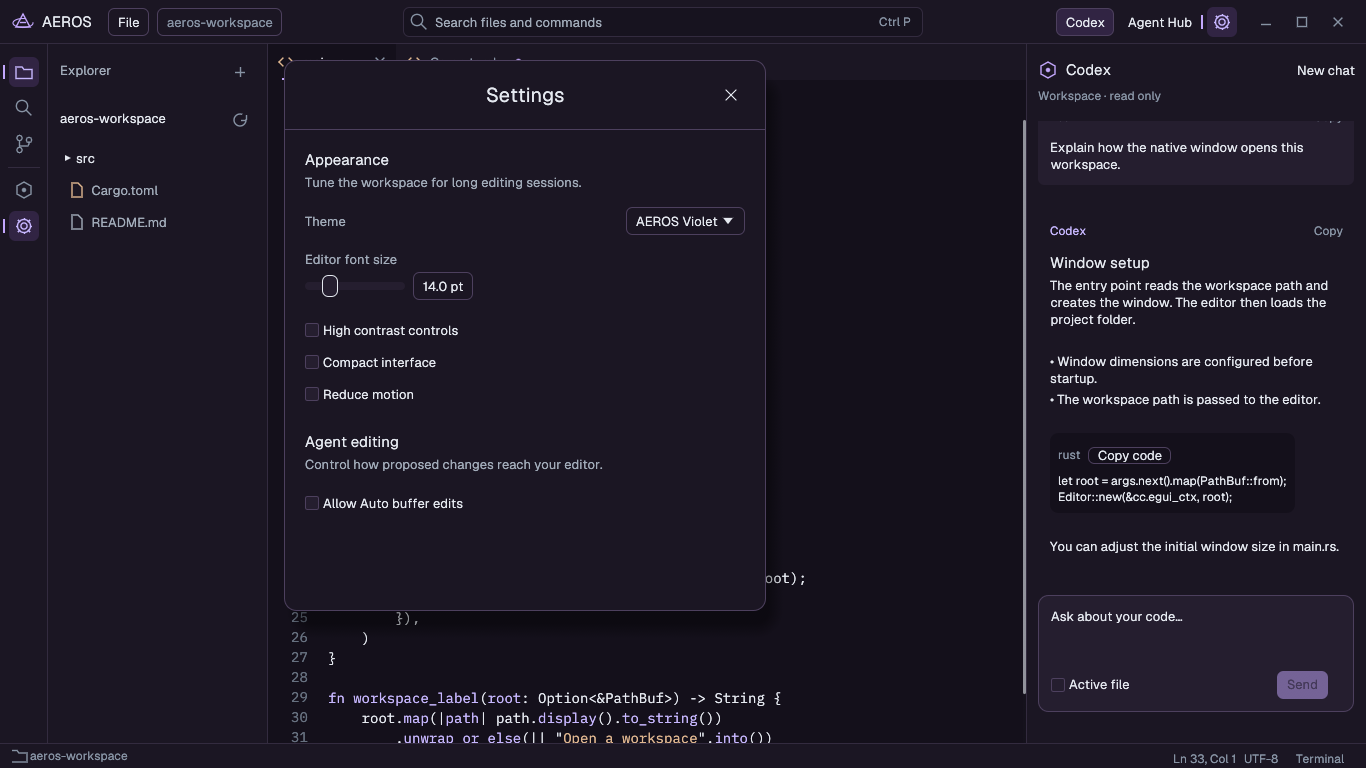 AEROS
File
aeros-workspace
Search files and commands
Ctrl P
Codex
Agent Hub
Explorer
aeros-workspace
src
Cargo.toml
README.md
Settings
Appearance
Tune the workspace for long editing sessions.
Theme
AEROS Violet
Editor font size
14.0 pt
High contrast controls
Compact interface
Reduce motion
Agent editing
Control how proposed changes reach your editor.
Allow Auto buffer edits
oot);
25 }),
26 )
27 }
28
29 fn workspace_label(root: Option<&PathBuf>) -> String {
30 root.map(|path| path.display().to_string())
31 .unwrap_or_else(|| "Open a workspace".into())
Codex
New chat
Workspace · read only
Explain how the native window opens this
workspace.
Codex
Copy
Window setup
The entry point reads the workspace path and
creates the window. The editor then loads the
project folder.
• Window dimensions are configured before
startup.
• The workspace path is passed to the editor.
rust
Copy code
let root = args.next().map(PathBuf::from);
Editor::new(&cc.egui_ctx, root);
You can adjust the initial window size in main.rs.
Ask about your code…
Active file
Send
aeros-workspace
Ln 33, Col 1
UTF-8
Terminal